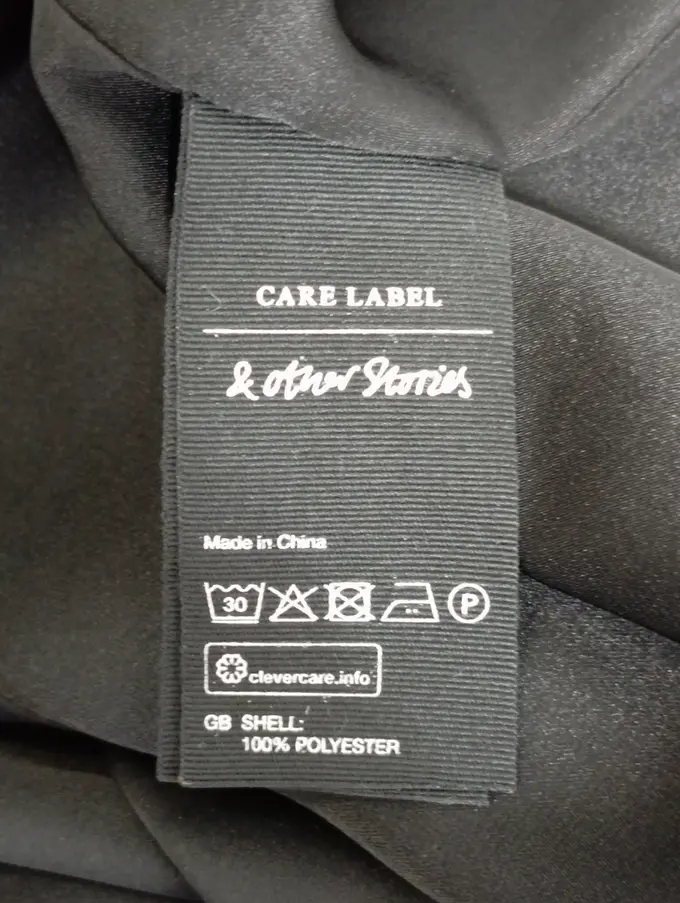 CARE LABEL
& other Stories
Made in China
30 P
clevercare.info
GB SHELL:
100% POLYESTER